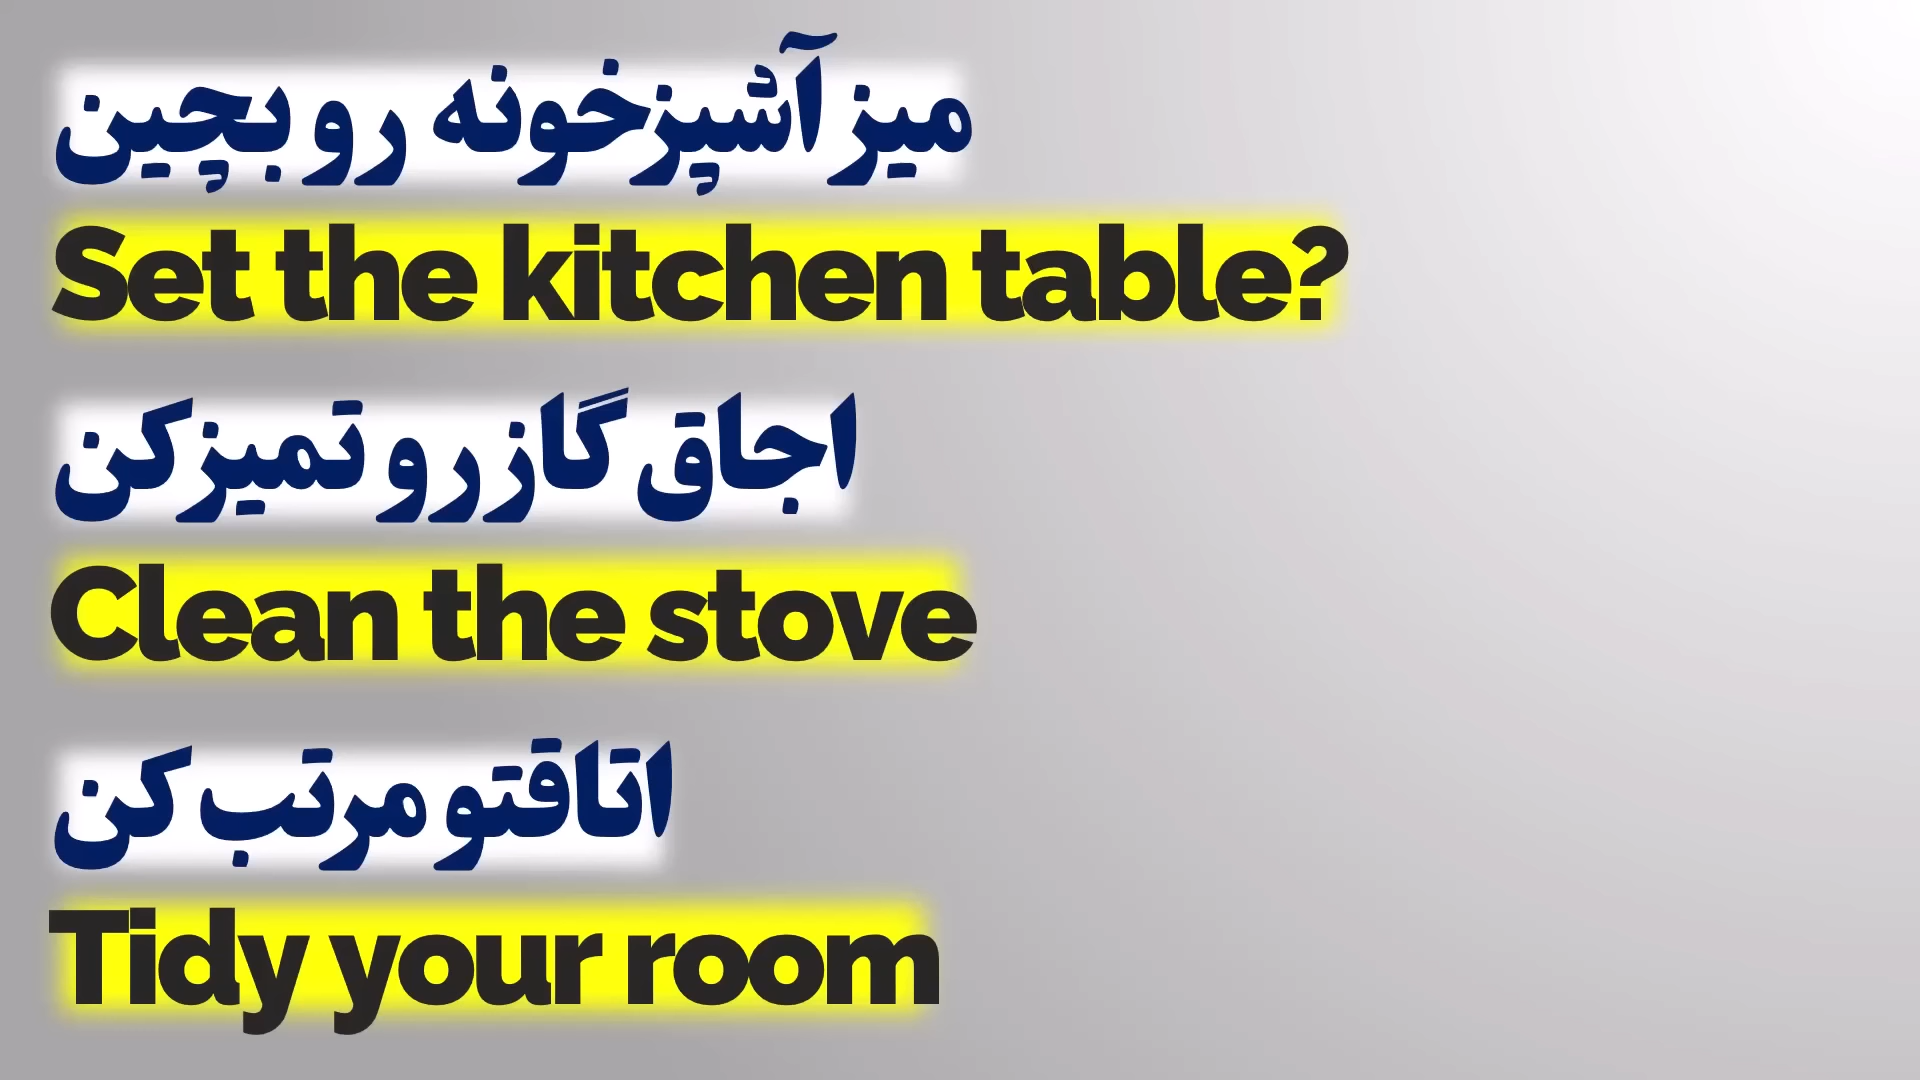 میز آشپزخونه رو بچین
Set the kitchen table?
اجاق گاز رو تمیز کن
Clean the stove
اتاقتو مرتب کن
Tidy your room